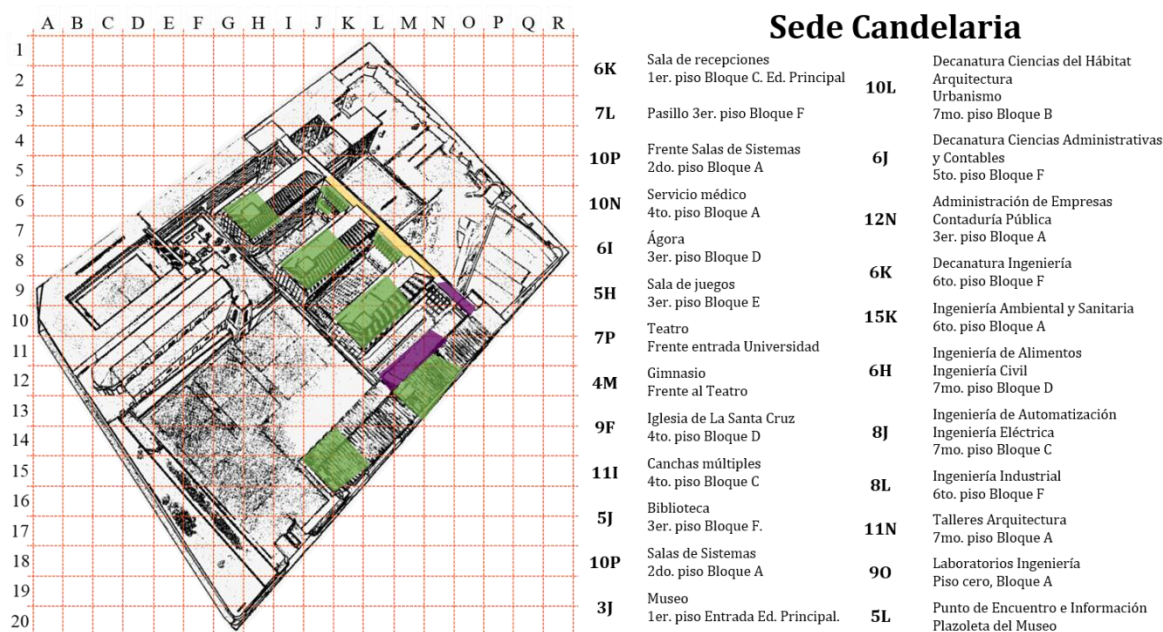 A B C D E F G H I J K L M N O P Q R
1
2
3
4
5
6
7
8
9
10
11
12
13
14
15
16
17
18
19
20
Sede Candelaria
6K
Sala de recepciones
1er. piso Bloque C. Ed. Principal
7L
Pasillo 3er. piso Bloque F
10P
Frente Salas de Sistemas
2do. piso Bloque A
10N
Servicio médico
4to. piso Bloque A
6I
Ágora
3er. piso Bloque D
5H
Sala de juegos
3er. piso Bloque E
7P
Teatro
Frente entrada Universidad
4M
Gimnasio
Frente al Teatro
9F
Iglesia de La Santa Cruz
4to. piso Bloque D
11I
Canchas múltiples
4to. piso Bloque C
5J
Biblioteca
3er. piso Bloque F.
10P
Salas de Sistemas
2do. piso Bloque A
3J
Museo
1er. piso Entrada Ed. Principal.
10L
Decanatura Ciencias del Hábitat
Arquitectura
Urbanismo
7mo. piso Bloque B
6J
Decanatura Ciencias Administrativas
y Contables
5to. piso Bloque F
12N
Administración de Empresas
Contaduría Pública
3er. piso Bloque A
6K
Decanatura Ingeniería
6to. piso Bloque F
15K
Ingeniería Ambiental y Sanitaria
6to. piso Bloque A
6H
Ingeniería de Alimentos
Ingeniería Civil
7mo. piso Bloque D
8J
Ingeniería de Automatización
Ingeniería Eléctrica
7mo. piso Bloque C
8L
Ingeniería Industrial
6to. piso Bloque F
11N
Talleres Arquitectura
7mo. piso Bloque A
9O
Laboratorios Ingeniería
Piso cero, Bloque A
5L
Punto de Encuentro e Información
Plazoleta del Museo